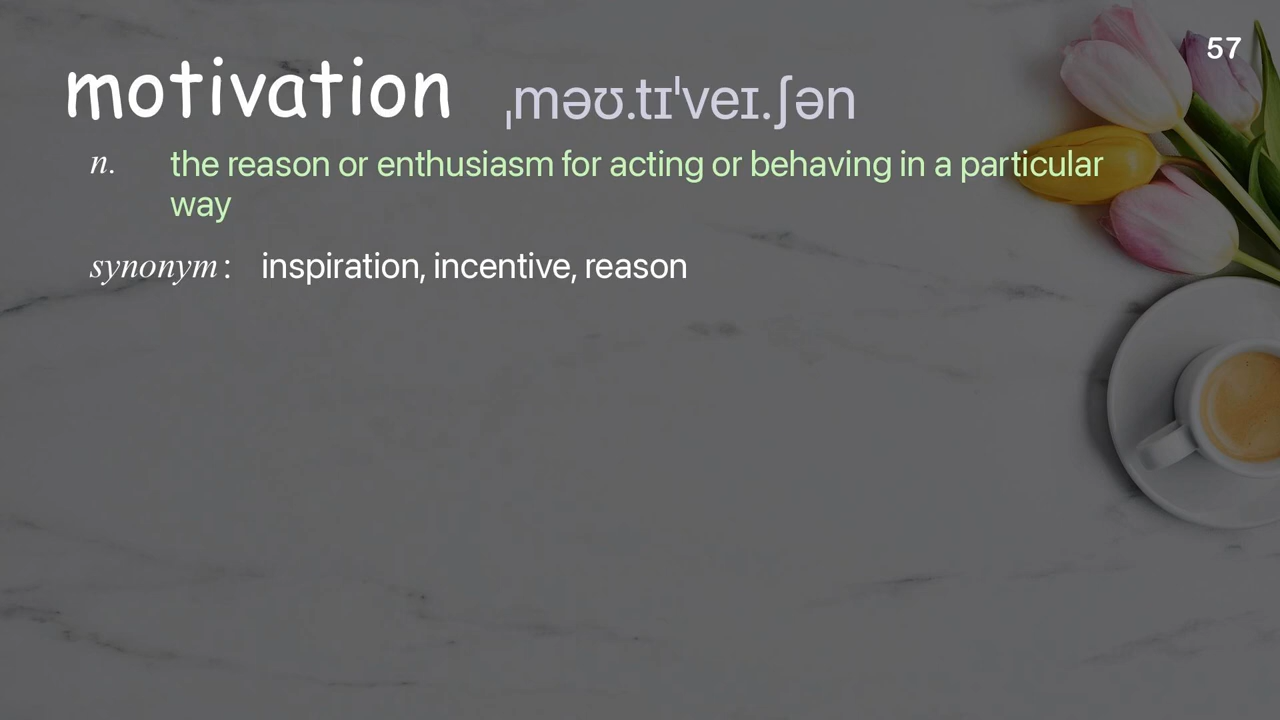 57
motivation ˌməʊ.tɪˈveɪ.ʃən
n. the reason or enthusiasm for acting or behaving in a particular
way
synonym: inspiration, incentive, reason